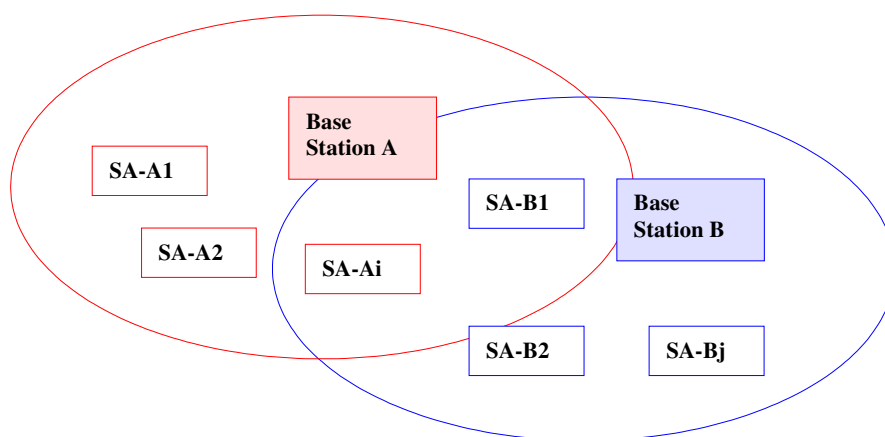 Base
Station A
SA-A1
SA-B1
Base
Station B
SA-A2
SA-Ai
SA-B2
SA-Bj